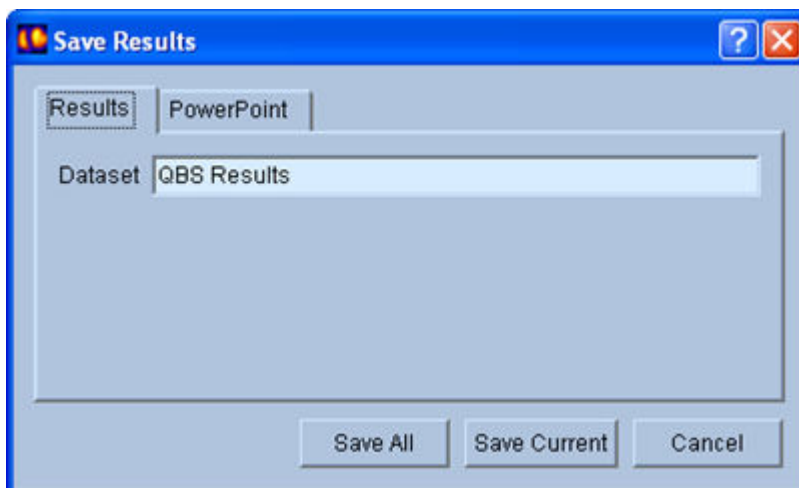 Save Results
?
Results PowerPoint
Dataset QBS Results
Save All Save Current Cancel